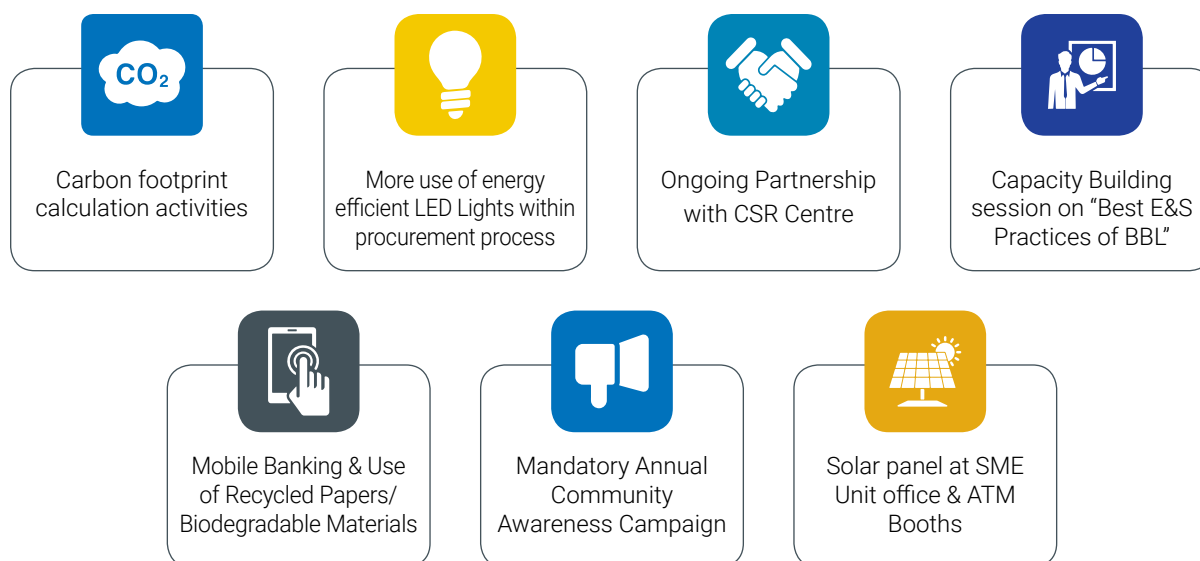 CO₂
Carbon footprint
calculation activities
More use of energy
efficient LED Lights within
procurement process
Ongoing Partnership
with CSR Centre
Capacity Building
session on “Best E&S
Practices of BBL”
Mobile Banking & Use
of Recycled Papers/
Biodegradable Materials
Mandatory Annual
Community
Awareness Campaign
Solar panel at SME
Unit office & ATM
Booths